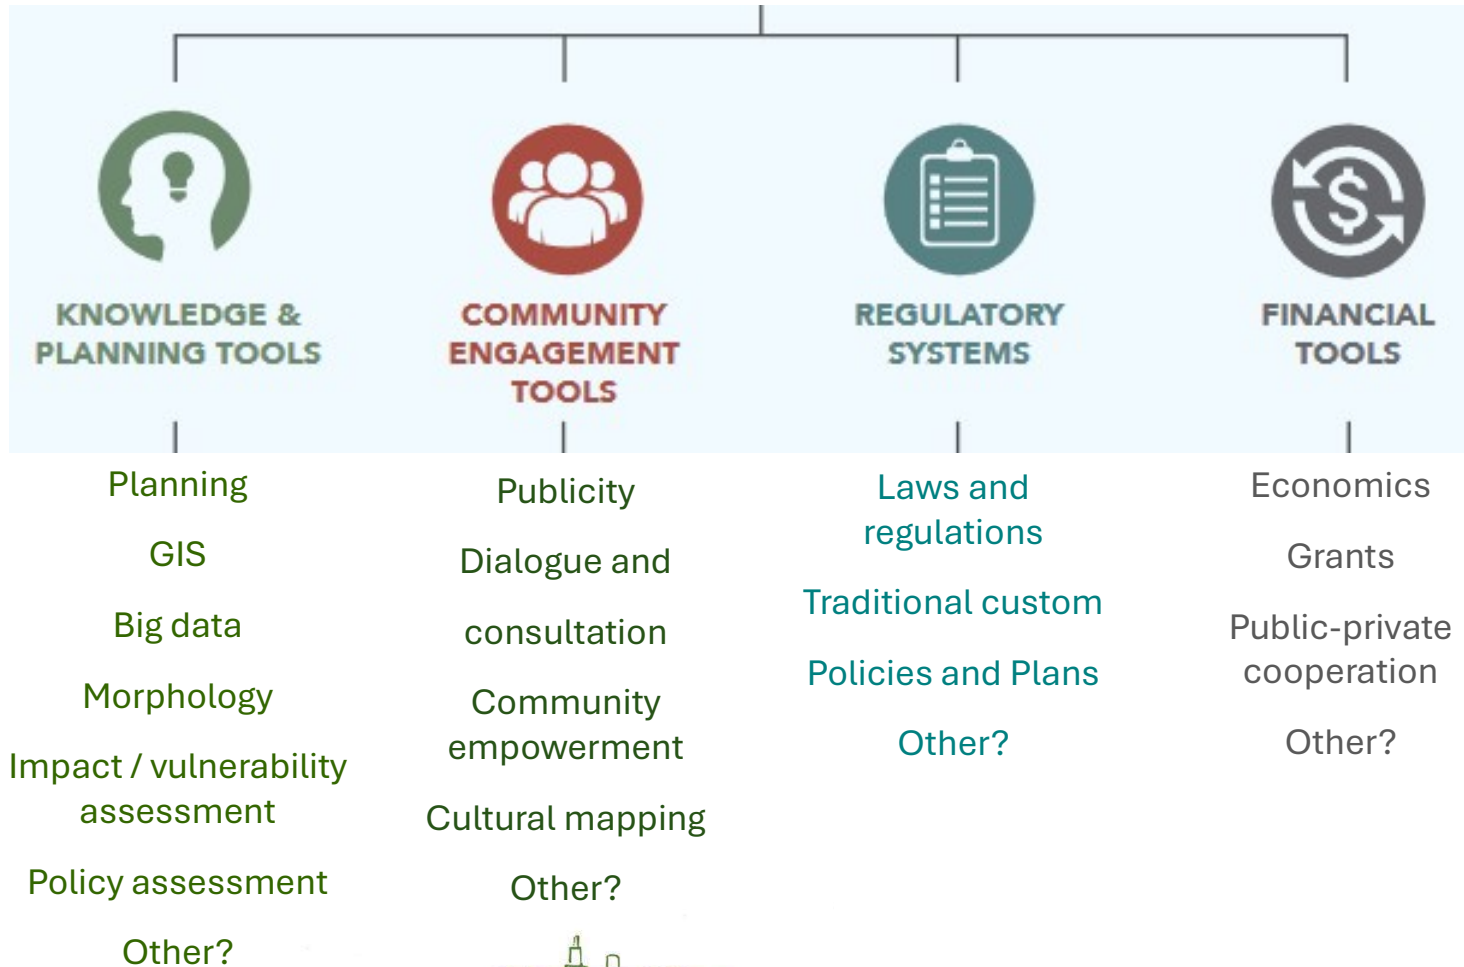 KNOWLEDGE &
PLANNING TOOLS
COMMUNITY
ENGAGEMENT
TOOLS
REGULATORY
SYSTEMS
FINANCIAL
TOOLS
Planning
GIS
Big data
Morphology
Impact / vulnerability
assessment
Policy assessment
Other?
Publicity
Dialogue and
consultation
Community
empowerment
Cultural mapping
Other?
Laws and
regulations
Traditional custom
Policies and Plans
Other?
Economics
Grants
Public-private
cooperation
Other?